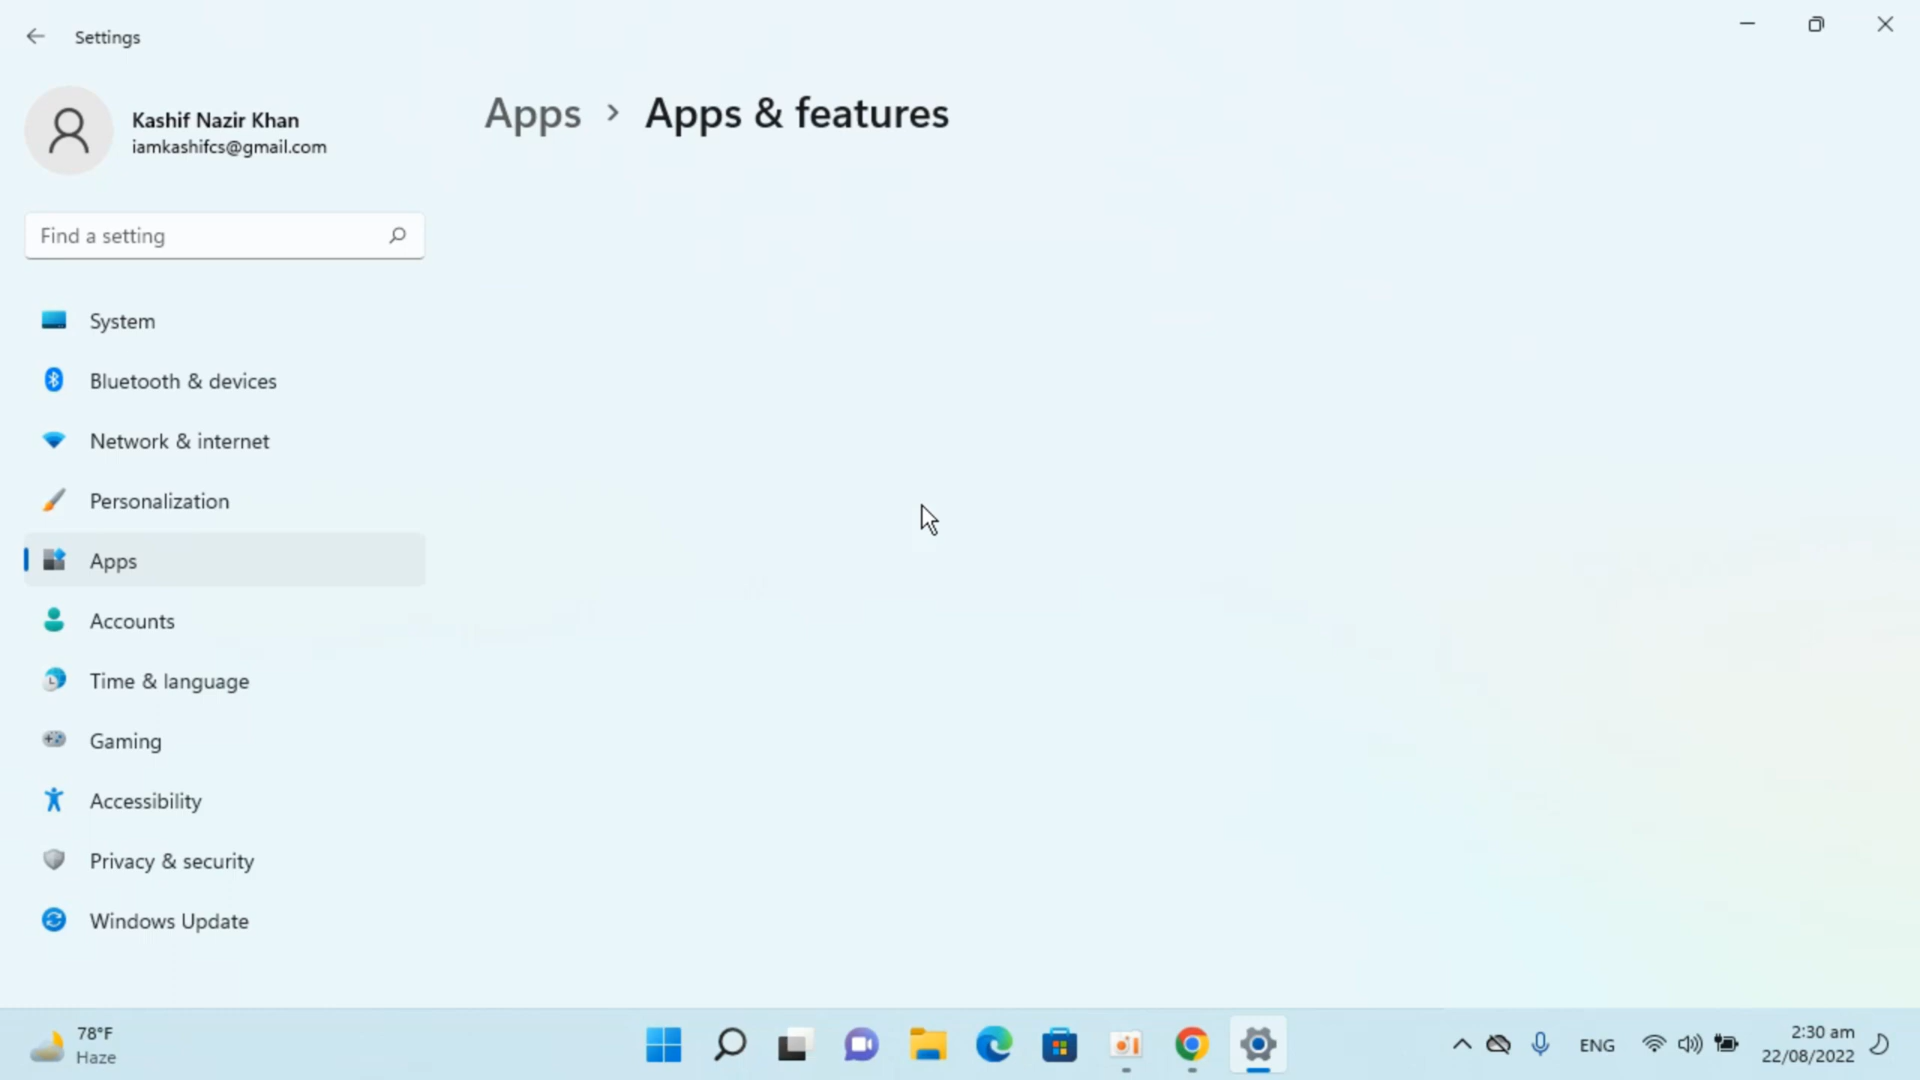 Settings
Kashif Nazir Khan
iamkashifcs@gmail.com
Find a setting
System
Bluetooth & devices
Network & internet
Personalization
Apps
Accounts
Time & language
Gaming
Accessibility
Privacy & security
Windows Update
Apps > Apps & features
78°F
Haze
ENG
2:30 am
22/08/2022